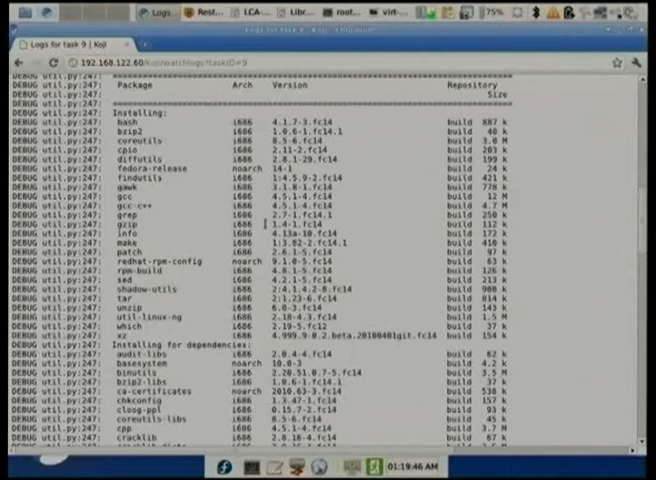 Logs... Rest... LCA-... Libr... root... virt-... 75%
Logs for task 9 | Koji - Chromium
Logs for task 9 | Koji
192.168.122.60/koji/watchlogs?taskID=9
DEBUG util.py:247: ================================================================================
DEBUG util.py:247: Package Arch Version Repository
DEBUG util.py:247: Size
DEBUG util.py:247: ================================================================================
DEBUG util.py:247: Installing:
DEBUG util.py:247: bash i686 4.1.7-3.fc14 build 887 k
DEBUG util.py:247: bzip2 i686 1.0.6-1.fc14.1 build 48 k
DEBUG util.py:247: coreutils i686 8.5-6.fc14 build 3.0 M
DEBUG util.py:247: cpio i686 2.11-2.fc14 build 203 k
DEBUG util.py:247: diffutils i686 2.8.1-29.fc14 build 199 k
DEBUG util.py:247: fedora-release noarch 14-1 build 24 k
DEBUG util.py:247: findutils i686 1:4.5.9-2.fc14 build 421 k
DEBUG util.py:247: gawk i686 3.1.8-1.fc14 build 778 k
DEBUG util.py:247: gcc i686 4.5.1-4.fc14 build 12 M
DEBUG util.py:247: gcc-c++ i686 4.5.1-4.fc14 build 4.7 M
DEBUG util.py:247: grep i686 2.7-1.fc14.1 build 250 k
DEBUG util.py:247: gzip i686 1.4-1.fc14 build 112 k
DEBUG util.py:247: info i686 4.13a-10.fc14 build 172 k
DEBUG util.py:247: make i686 1:3.82-2.fc14.1 build 410 k
DEBUG util.py:247: patch i686 2.6.1-5.fc14 build 97 k
DEBUG util.py:247: redhat-rpm-config noarch 9.1.0-5.fc14 build 63 k
DEBUG util.py:247: rpm-build i686 4.8.1-5.fc14 build 126 k
DEBUG util.py:247: sed i686 4.2.1-5.fc14 build 213 k
DEBUG util.py:247: shadow-utils i686 2:4.1.4.2-8.fc14 build 980 k
DEBUG util.py:247: tar i686 2:1.23-6.fc14 build 814 k
DEBUG util.py:247: unzip i686 6.0-3.fc14 build 143 k
DEBUG util.py:247: util-linux-ng i686 2.18-4.3.fc14 build 1.5 M
DEBUG util.py:247: which i686 2.19-5.fc12 build 37 k
DEBUG util.py:247: xz i686 4.999.9-0.2.beta.20100401git.fc14 build 154 k
DEBUG util.py:247: Installing for dependencies:
DEBUG util.py:247: audit-libs i686 2.0.4-4.fc14 build 62 k
DEBUG util.py:247: basesystem noarch 10.0-3 build 4.2 k
DEBUG util.py:247: binutils i686 2.20.51.0.7-5.fc14 build 3.5 M
DEBUG util.py:247: bzip2-libs i686 1.0.6-1.fc14.1 build 37 k
DEBUG util.py:247: ca-certificates noarch 2010.63-3.fc14 build 538 k
DEBUG util.py:247: chkconfig i686 1.3.47-1.fc14 build 157 k
DEBUG util.py:247: cloog-ppl i686 0.15.7-2.fc14 build 93 k
DEBUG util.py:247: coreutils-libs i686 8.5-6.fc14 build 45 k
DEBUG util.py:247: cpp i686 4.5.1-4.fc14 build 3.7 M
DEBUG util.py:247: cracklib i686 2.8.16-4.fc14 build 67 k
01:19:46 AM